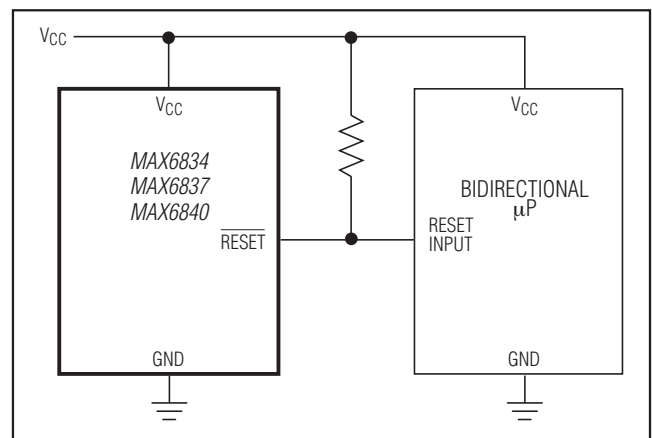 VCC
VCC
MAX6834
MAX6837
MAX6840
RESET
GND
VCC
BIDIRECTIONAL
μP
RESET
INPUT
GND